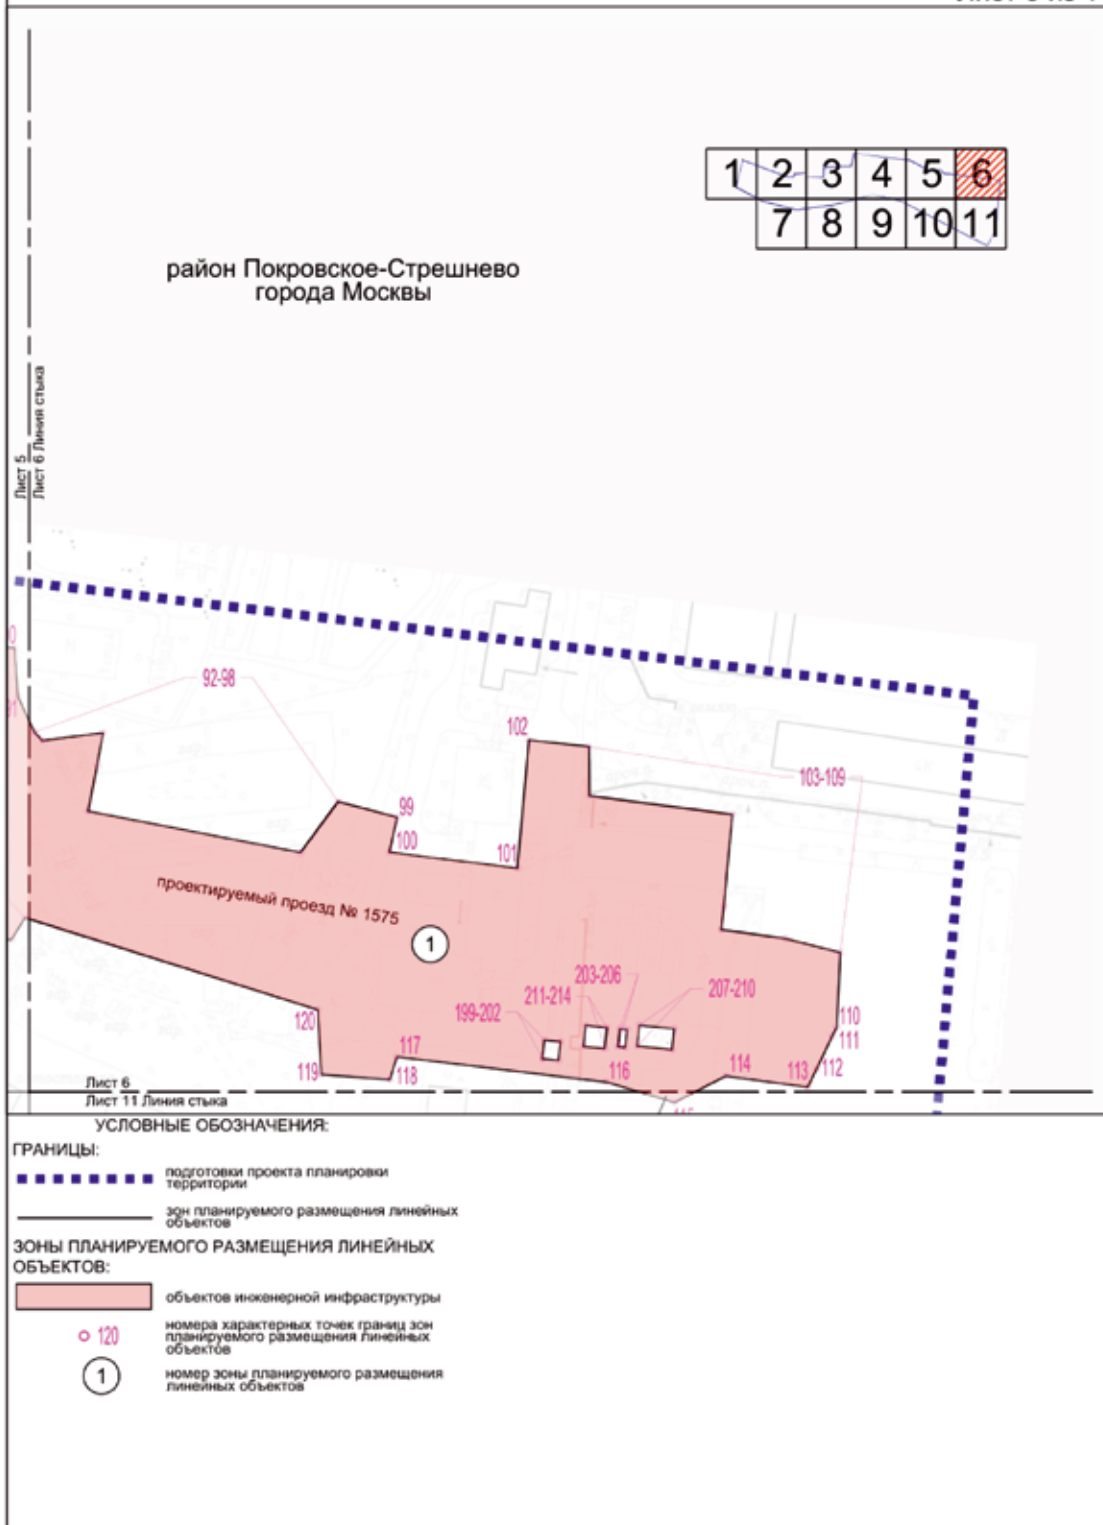 1 2 3 4 5 6
7 8 9 10 11
район Покровское-Стрешнево
города Москвы
Лист 5
Лист 6 Линия стыка
92-98
102
103-109
99
100
101
проектируемый проезд № 1575
1
203-206
211-214
207-210
199-202
110
120
111
117
116
114
113
112
119
118
Лист 6
Лист 11 Линия стыка
УСЛОВНЫЕ ОБОЗНАЧЕНИЯ:
ГРАНИЦЫ:
подготовки проекта планировки
территории
зон планируемого размещения линейных
объектов
ЗОНЫ ПЛАНИРУЕМОГО РАЗМЕЩЕНИЯ ЛИНЕЙНЫХ
ОБЪЕКТОВ:
объектов инженерной инфраструктуры
120
номера характерных точек границ зон
планируемого размещения линейных
объектов
1
номер зоны планируемого размещения
линейных объектов